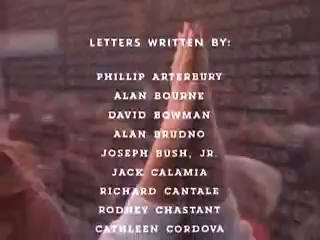 LETTERS WRITTEN BY:
PHILLIP ARTERBURY
ALAN BOURNE
DAVID BOWMAN
ALAN BRUDNO
JOSEPH BUSH, JR.
JACK CALAMIA
RICHARD CANTALE
RODNEY CHASTANT
CATHLEEN CORDOVA